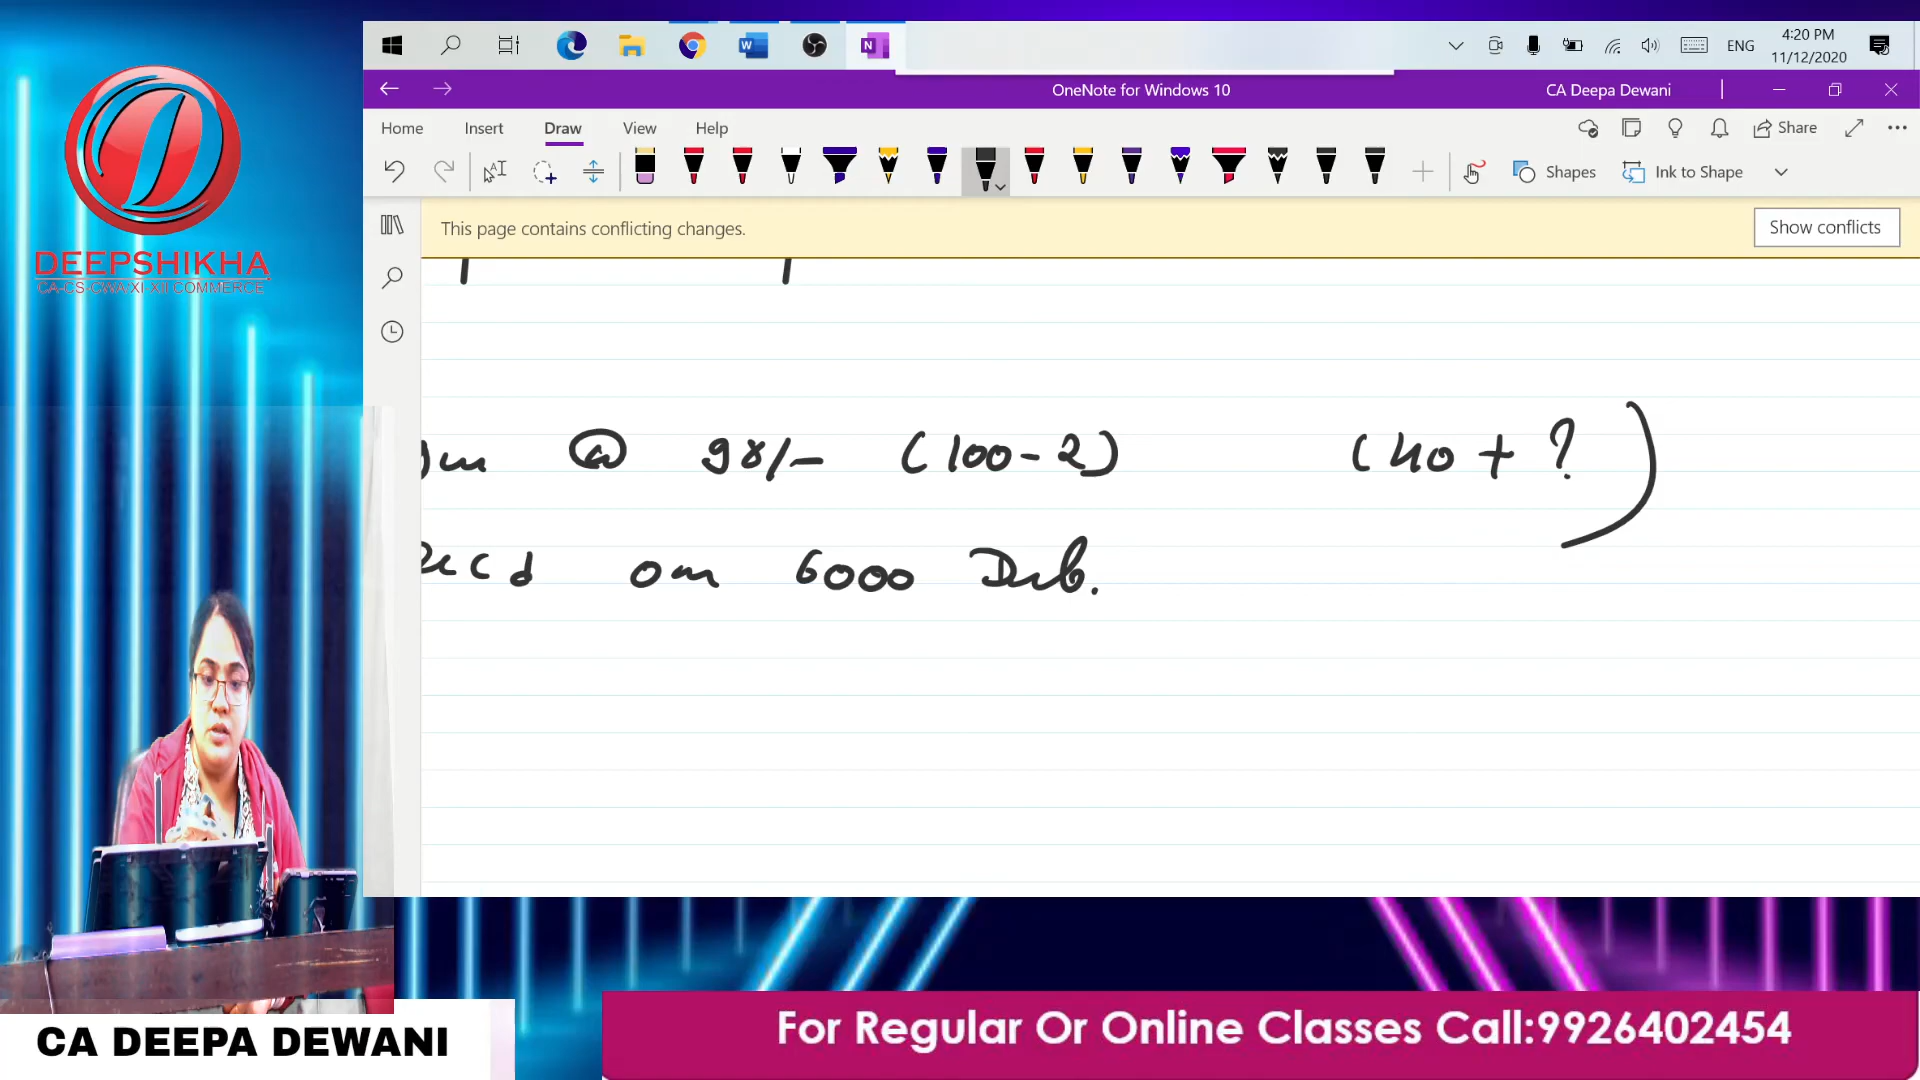 4:20 PM
ENG
11/12/2020
OneNote for Windows 10
CA Deepa Dewani
Home Insert Draw View Help
Share
Shapes
Ink to Shape
This page contains conflicting changes.
Show conflicts
DEEPSHIKHA
CA-CS-CWA/XI-XII COMMERCE
@ 98/- (100-2) (40 + ?)
on 6000 Deb.
CA DEEPA DEWANI
For Regular Or Online Classes Call:9926402454